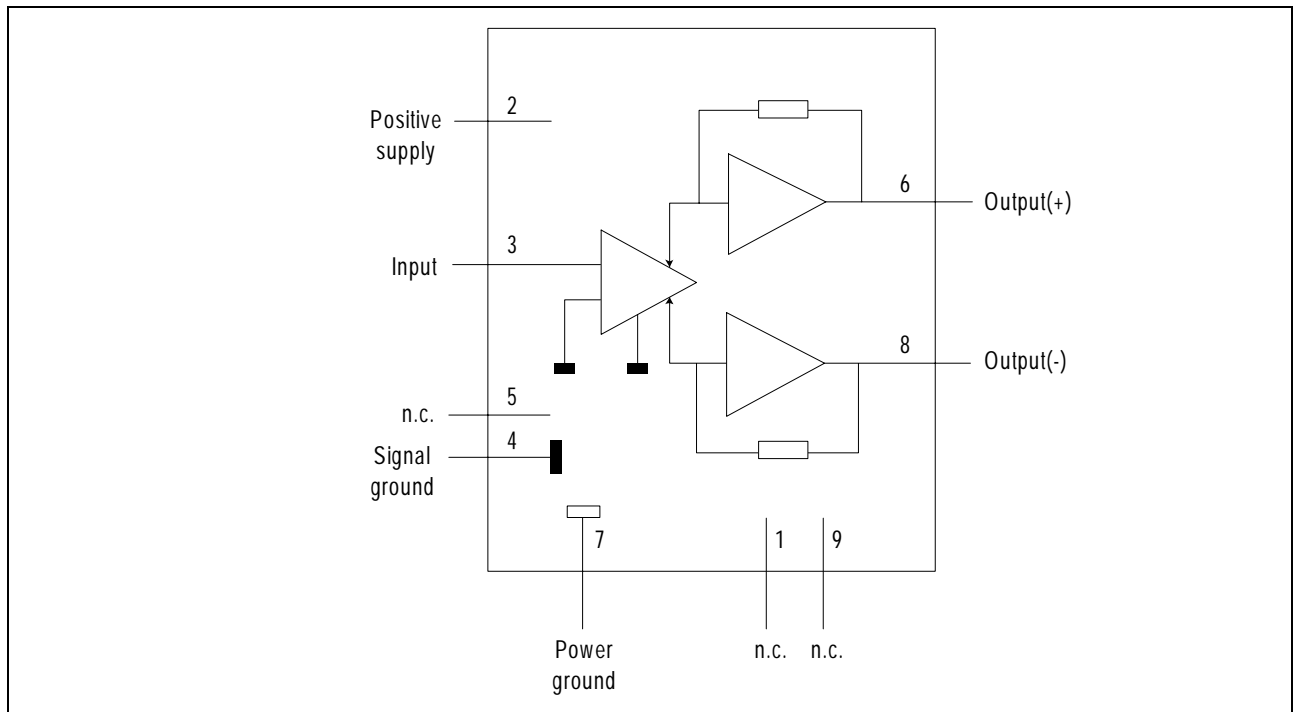 2
Positive
supply
6
Output(+)
3
Input
8
Output(-)
5
n.c.
4
Signal
ground
7
1
9
Power
ground
n.c.
n.c.